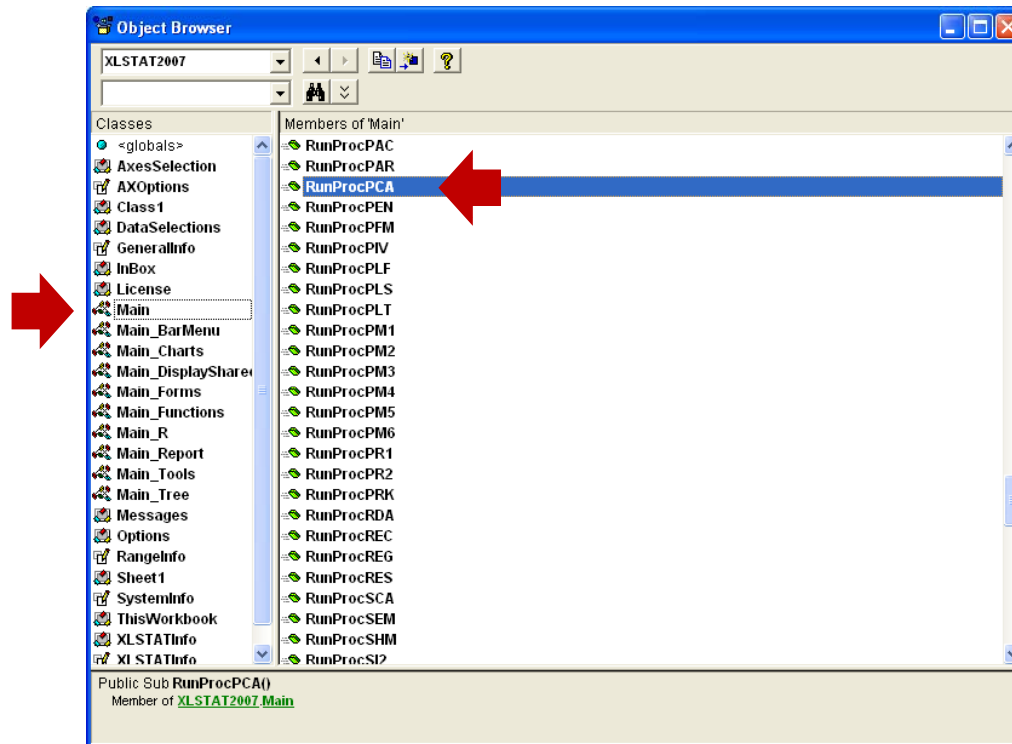 Object Browser
XLSTAT2007
Classes
Members of 'Main'
<globals>
AxesSelection
AXOptions
Class1
DataSelections
GeneralInfo
InBox
License
Main
Main_BarMenu
Main_Charts
Main_DisplayShare
Main_Forms
Main_Functions
Main_R
Main_Report
Main_Tools
Main_Tree
Messages
Options
RangeInfo
Sheet1
SystemInfo
ThisWorkbook
XLSTATInfo
XLSTATInfo
RunProcPAC
RunProcPAR
RunProcPCA
RunProcPEN
RunProcPFM
RunProcPIV
RunProcPLF
RunProcPLS
RunProcPLT
RunProcPM1
RunProcPM2
RunProcPM3
RunProcPM4
RunProcPM5
RunProcPM6
RunProcPR1
RunProcPR2
RunProcPRK
RunProcRDA
RunProcREC
RunProcREG
RunProcRES
RunProcSCA
RunProcSEM
RunProcSHM
RunProcSI2
Public Sub RunProcPCA()
Member of XLSTAT2007.Main